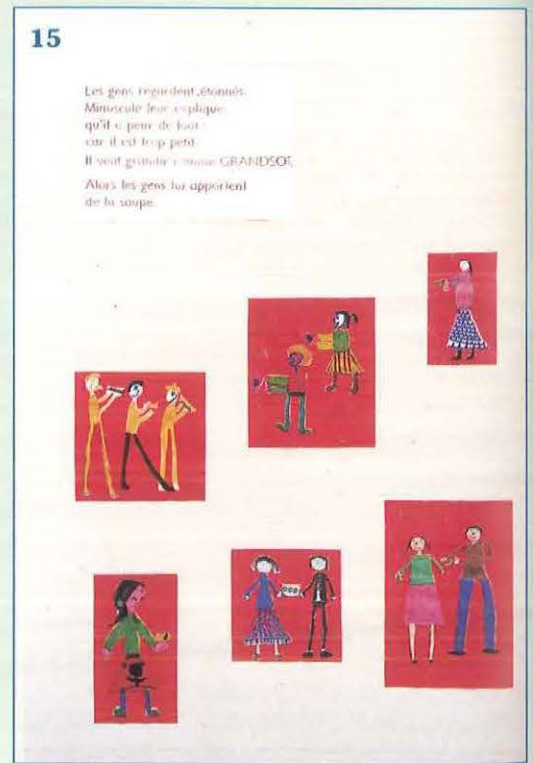 15
Les gens regardent, étonnés.
Minuscule leur explique
qu'il a peur de tout
car il est trop petit.
Il veut grandir comme GRANDSOT.
Alors les gens lui apportent
de la soupe.